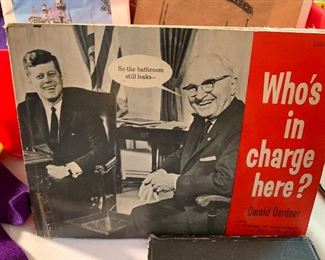 So the bathroom
still leaks—
Who's
in
charge
here?
Gerald Gardner